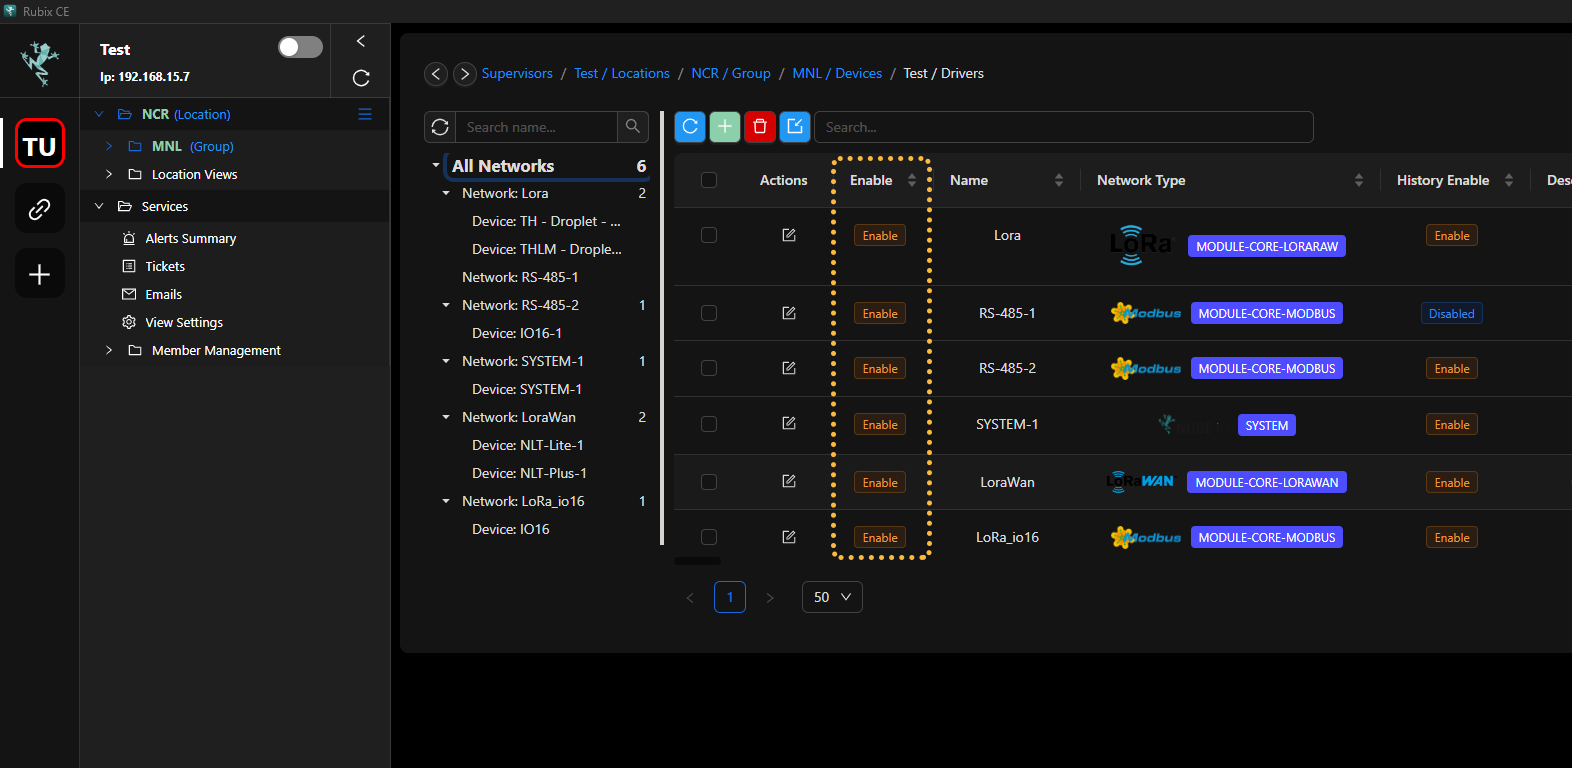 Rubix CE
Test
Ip: 192.168.15.7
TU
NCR (Location)
MNL (Group)
Location Views
Services
Alerts Summary
Tickets
Emails
View Settings
Member Management
Supervisors / Test / Locations / NCR / Group / MNL / Devices / Test / Drivers
Search name...
All Networks 6
Network: Lora 2
Device: TH - Droplet - ...
Device: THLM - Drople...
Network: RS-485-1
Network: RS-485-2 1
Device: IO16-1
Network: SYSTEM-1 1
Device: SYSTEM-1
Network: LoraWan 2
Device: NLT-Lite-1
Device: NLT-Plus-1
Network: LoRa_io16 1
Device: IO16
Search...
Actions Enable Name Network Type History Enable Des
Enable Lora LoRa MODULE-CORE-LORARAW Enable
Enable RS-485-1 Modbus MODULE-CORE-MODBUS Disabled
Enable RS-485-2 Modbus MODULE-CORE-MODBUS Enable
Enable SYSTEM-1 SYSTEM Enable
Enable LoraWan LoRaWAN MODULE-CORE-LORAWAN Enable
Enable LoRa_io16 Modbus MODULE-CORE-MODBUS Enable
1 50